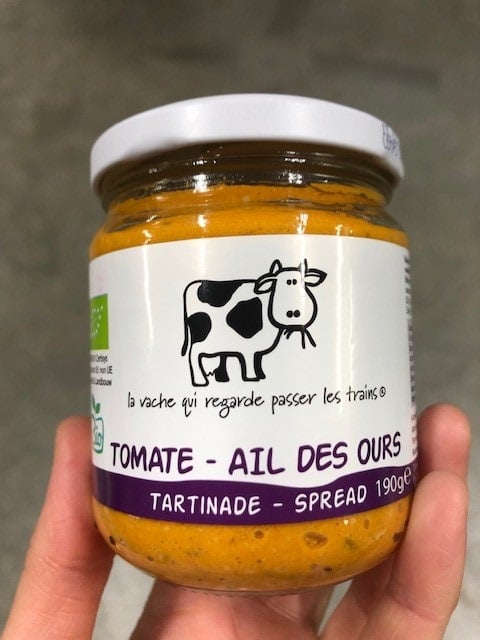 la vache qui regarde passer les trains®
TOMATE - AIL DES OURS
TARTINADE - SPREAD 190g℮